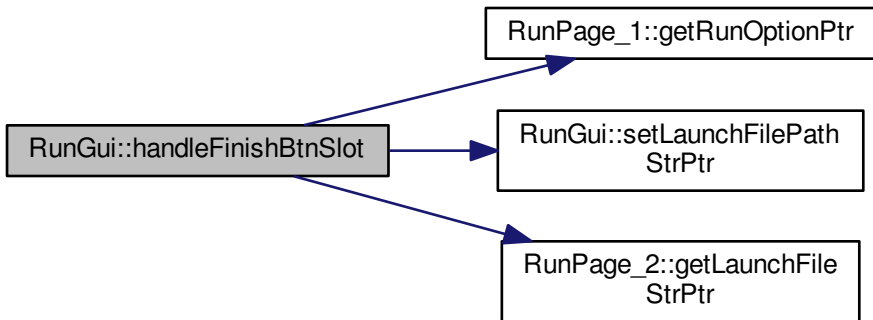 RunPage_1::getRunOptionPtr
RunGui::handleFinishBtnSlot
RunGui::setLaunchFilePath
StrPtr
RunPage_2::getLaunchFile
StrPtr